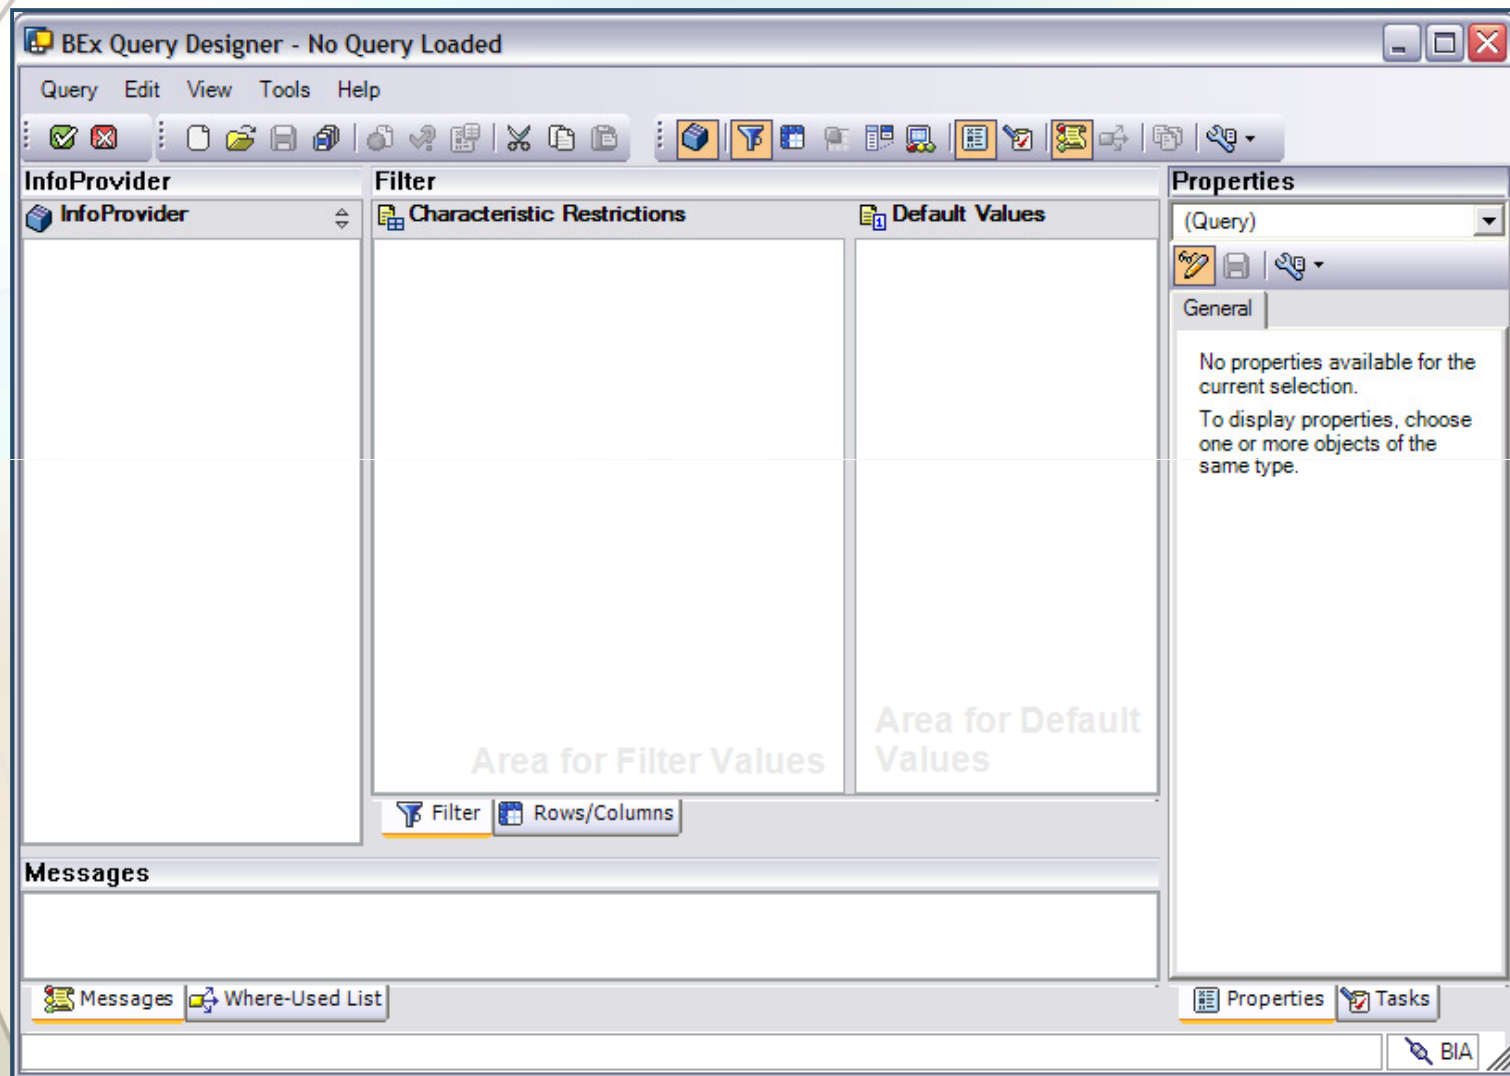 BEx Query Designer - No Query Loaded
Query Edit View Tools Help
InfoProvider
Filter
Properties
InfoProvider
Characteristic Restrictions
Default Values
(Query)
General
No properties available for the
current selection.
To display properties, choose
one or more objects of the
same type.
Area for Filter Values
Area for Default
Values
Filter
Rows/Columns
Messages
Messages
Where-Used List
Properties
Tasks
BIA